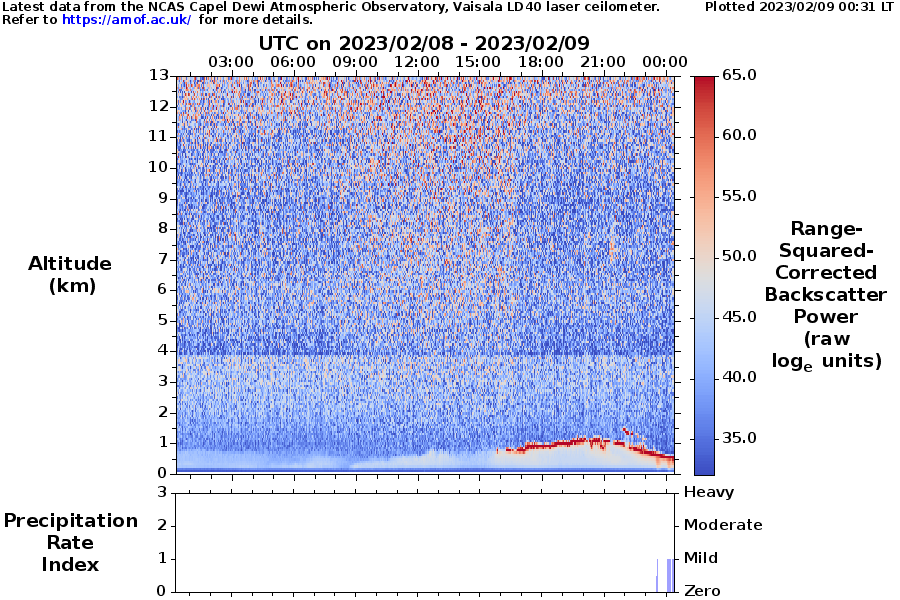 Latest data from the NCAS Capel Dewi Atmospheric Observatory, Vaisala LD40 laser ceilometer.
Plotted 2023/02/09 00:31 LT
Refer to https://amof.ac.uk/ for more details.
UTC on 2023/02/08 - 2023/02/09
03:00 06:00 09:00 12:00 15:00 18:00 21:00 00:00
Altitude
(km)
13
12
11
10
9
8
7
6
5
4
3
2
1
0
65.0
60.0
55.0
50.0
45.0
40.0
35.0
Range-
Squared-
Corrected
Backscatter
Power
(raw
logₑ units)
Precipitation
Rate
Index
3
2
1
0
Heavy
Moderate
Mild
Zero